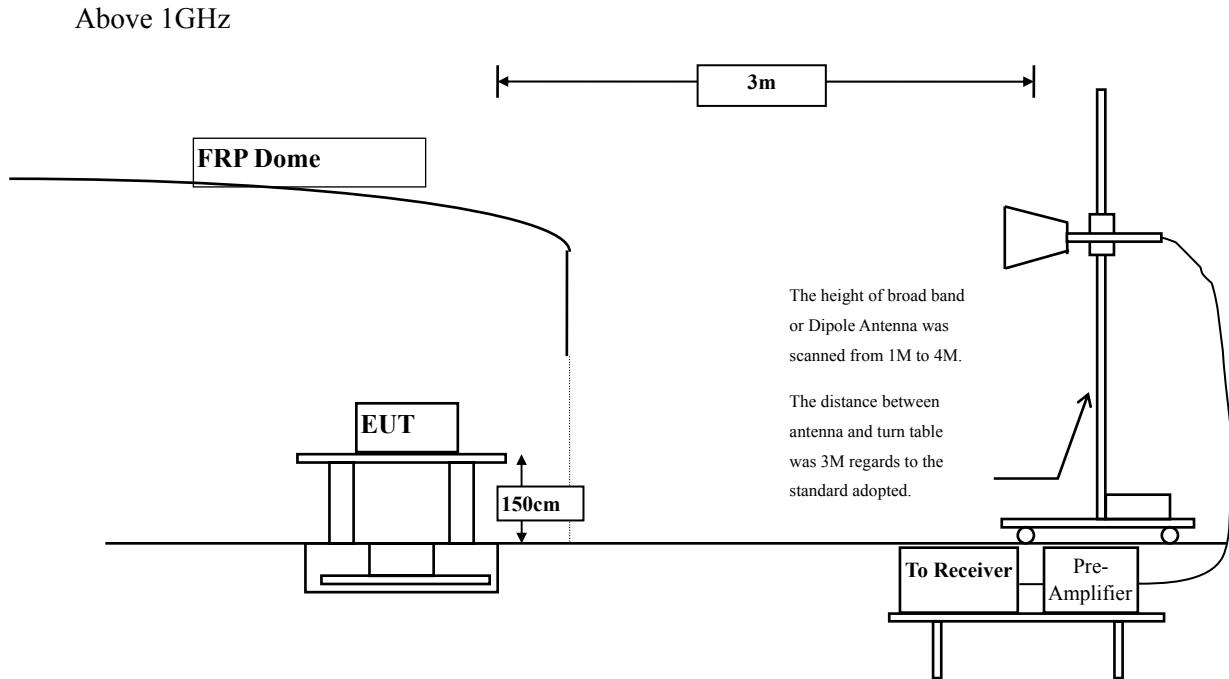 Above 1GHz
3m
FRP Dome
The height of broad band
or Dipole Antenna was
scanned from 1M to 4M.
The distance between
antenna and turn table
was 3M regards to the
standard adopted.
EUT
150cm
To Receiver
Pre-
Amplifier